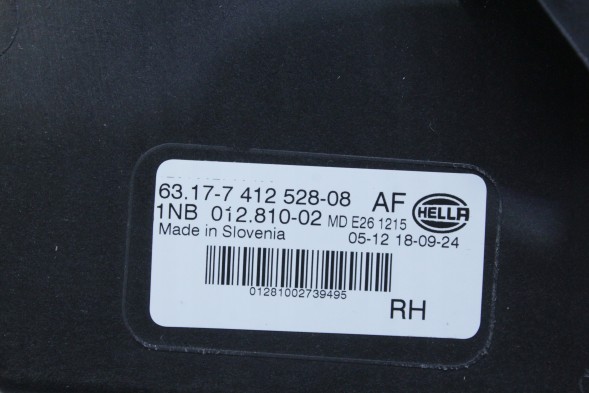 63.17-7 412 528-08 AF
1NB 012.810-02 MD E26 1215 HELLA
Made in Slovenia 05-12 18-09-24
01281002739495
RH